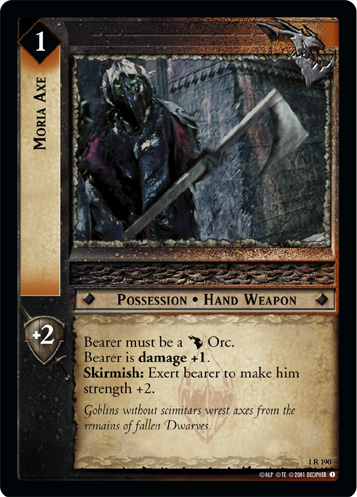 1
MORIA AXE
POSSESSION • HAND WEAPON
+2
Bearer must be a Orc.
Bearer is damage +1.
Skirmish: Exert bearer to make him
strength +2.
Goblins without scimitars wrest axes from the
remains of fallen Dwarves.
1 R 190
©NLP ©TE ©2001 DECIPHER